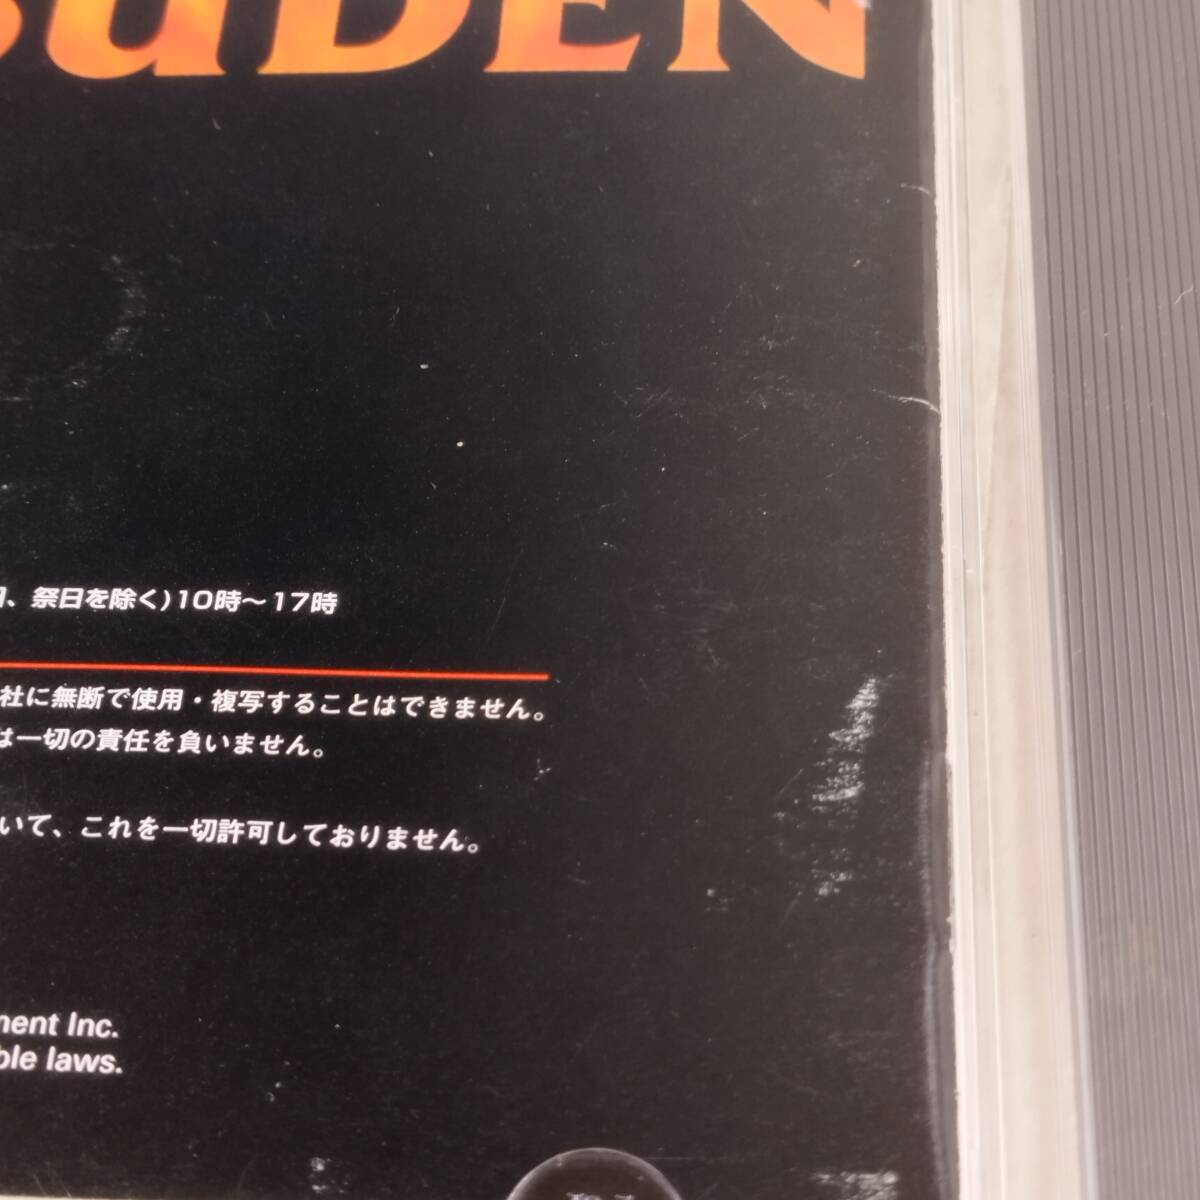 SUDEN
、祭日を除く)10時～17時
社に無断で使用・複写することはできません。
は一切の責任を負いません。
いて、これを一切許可しておりません。
ment Inc.
ble laws.